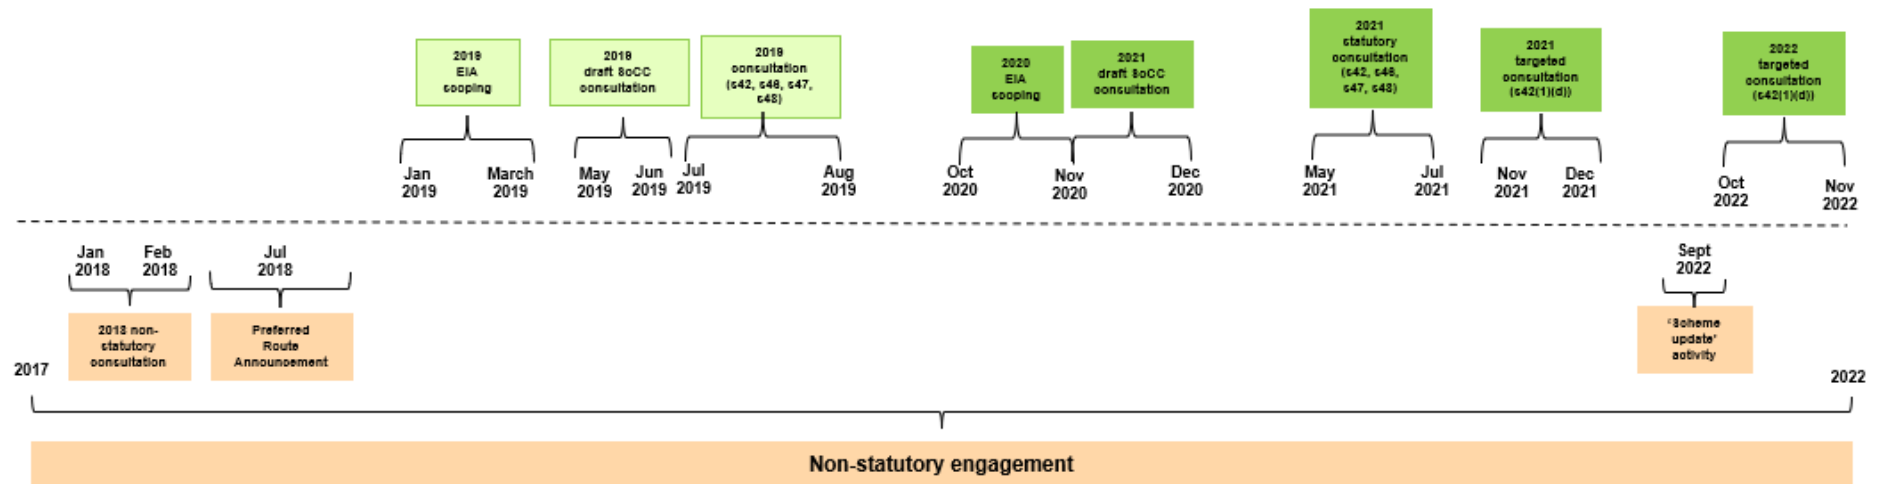 2019
EIA
scoping
2019
draft SoCC
consultation
2019
consultation
(s42, s46, s47,
s48)
2020
EIA
scoping
2021
draft SoCC
consultation
2021
statutory
consultation
(s42, s46,
s47, s48)
2021
targeted
consultation
(s42(1)(d))
2022
targeted
consultation
(s42(1)(d))
Jan
2019
March
2019
May
2019
Jun
2019
Jul
2019
Aug
2019
Oct
2020
Nov
2020
Dec
2020
May
2021
Jul
2021
Nov
2021
Dec
2021
Oct
2022
Nov
2022
Jan
2018
Feb
2018
Jul
2018
Sept
2022
2018 non-
statutory
consultation
Preferred
Route
Announcement
‘Scheme
update’
activity
2017
2022
Non-statutory engagement